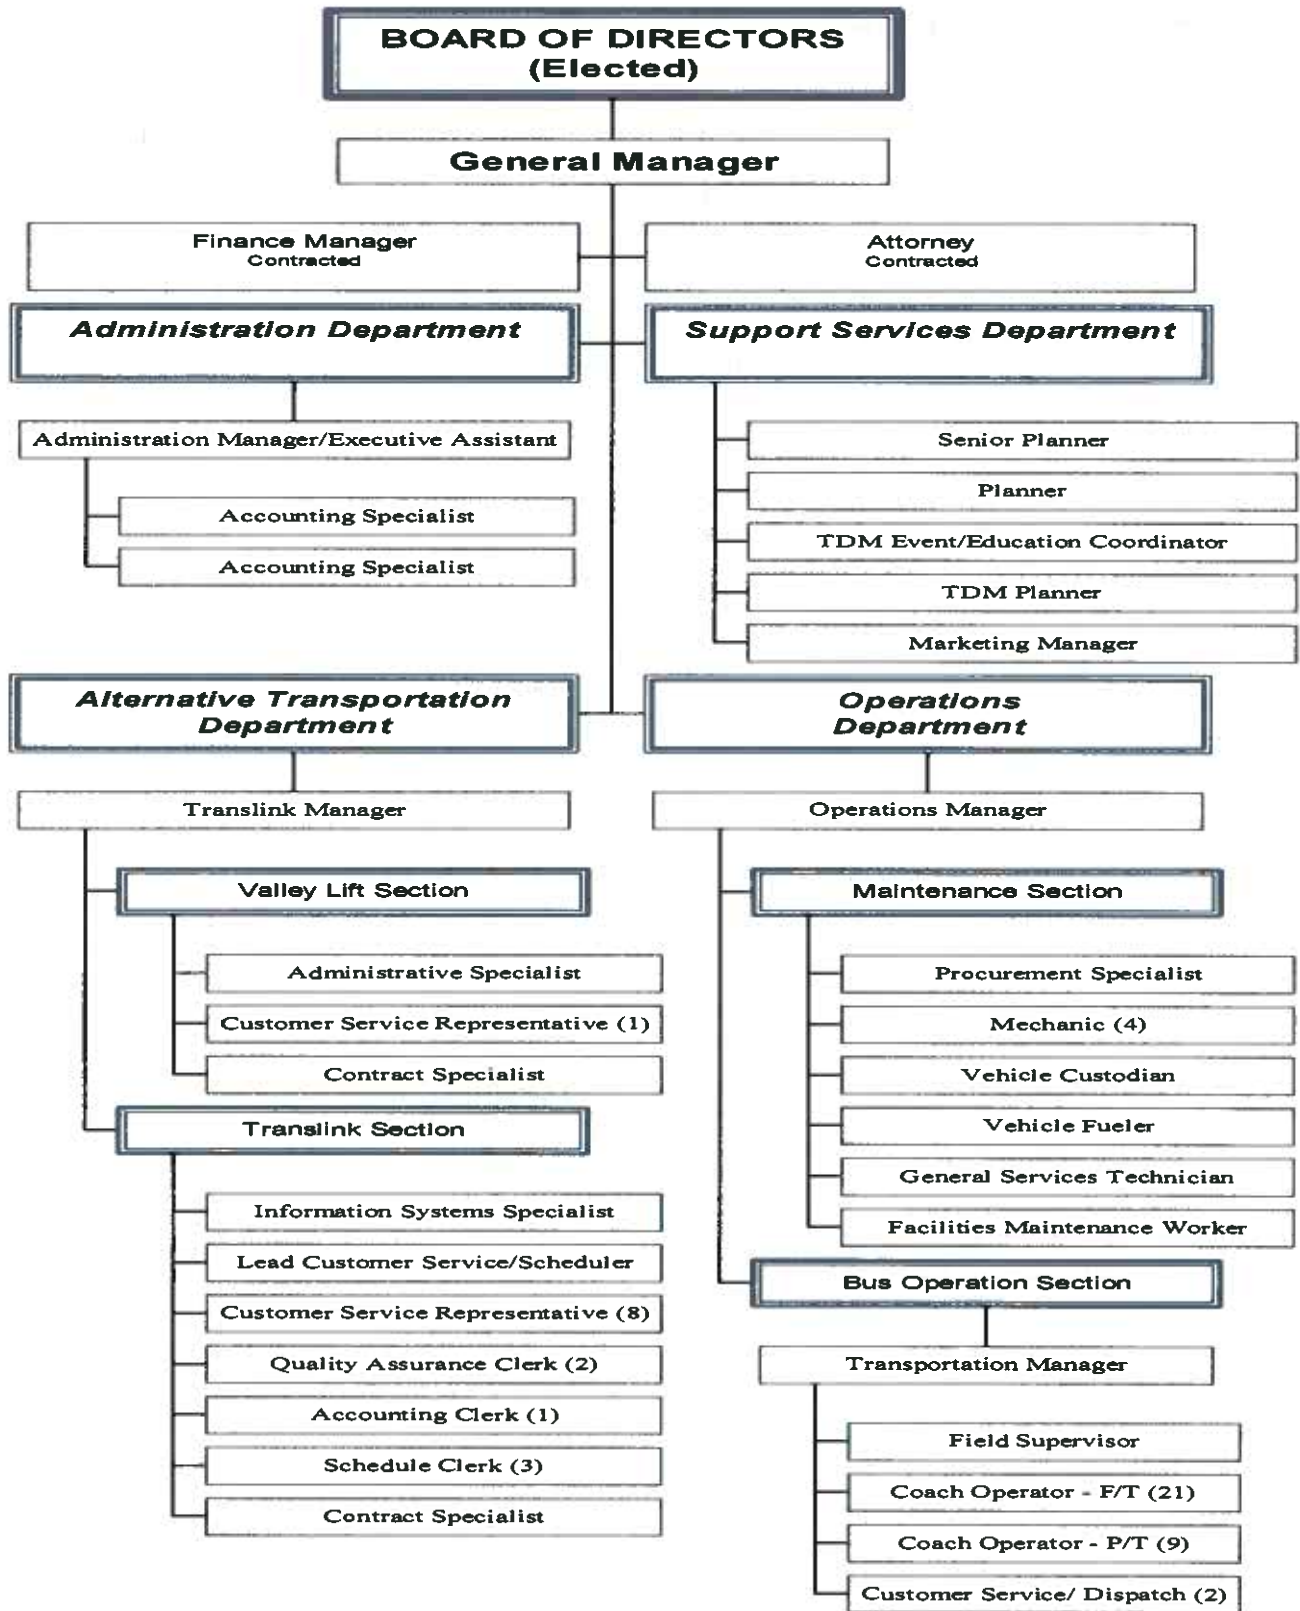 BOARD OF DIRECTORS
(Elected)
General Manager
Finance Manager
Contracted
Attorney
Contracted
Administration Department
Support Services Department
Administration Manager/Executive Assistant
Accounting Specialist
Accounting Specialist
Senior Planner
Planner
TDM Event/Education Coordinator
TDM Planner
Marketing Manager
Alternative Transportation
Department
Operations
Department
Translink Manager
Valley Lift Section
Administrative Specialist
Customer Service Representative (1)
Contract Specialist
Translink Section
Information Systems Specialist
Lead Customer Service/Scheduler
Customer Service Representative (8)
Quality Assurance Clerk (2)
Accounting Clerk (1)
Schedule Clerk (3)
Contract Specialist
Operations Manager
Maintenance Section
Procurement Specialist
Mechanic (4)
Vehicle Custodian
Vehicle Fueler
General Services Technician
Facilities Maintenance Worker
Bus Operation Section
Transportation Manager
Field Supervisor
Coach Operator - F/T (21)
Coach Operator - P/T (9)
Customer Service/ Dispatch (2)